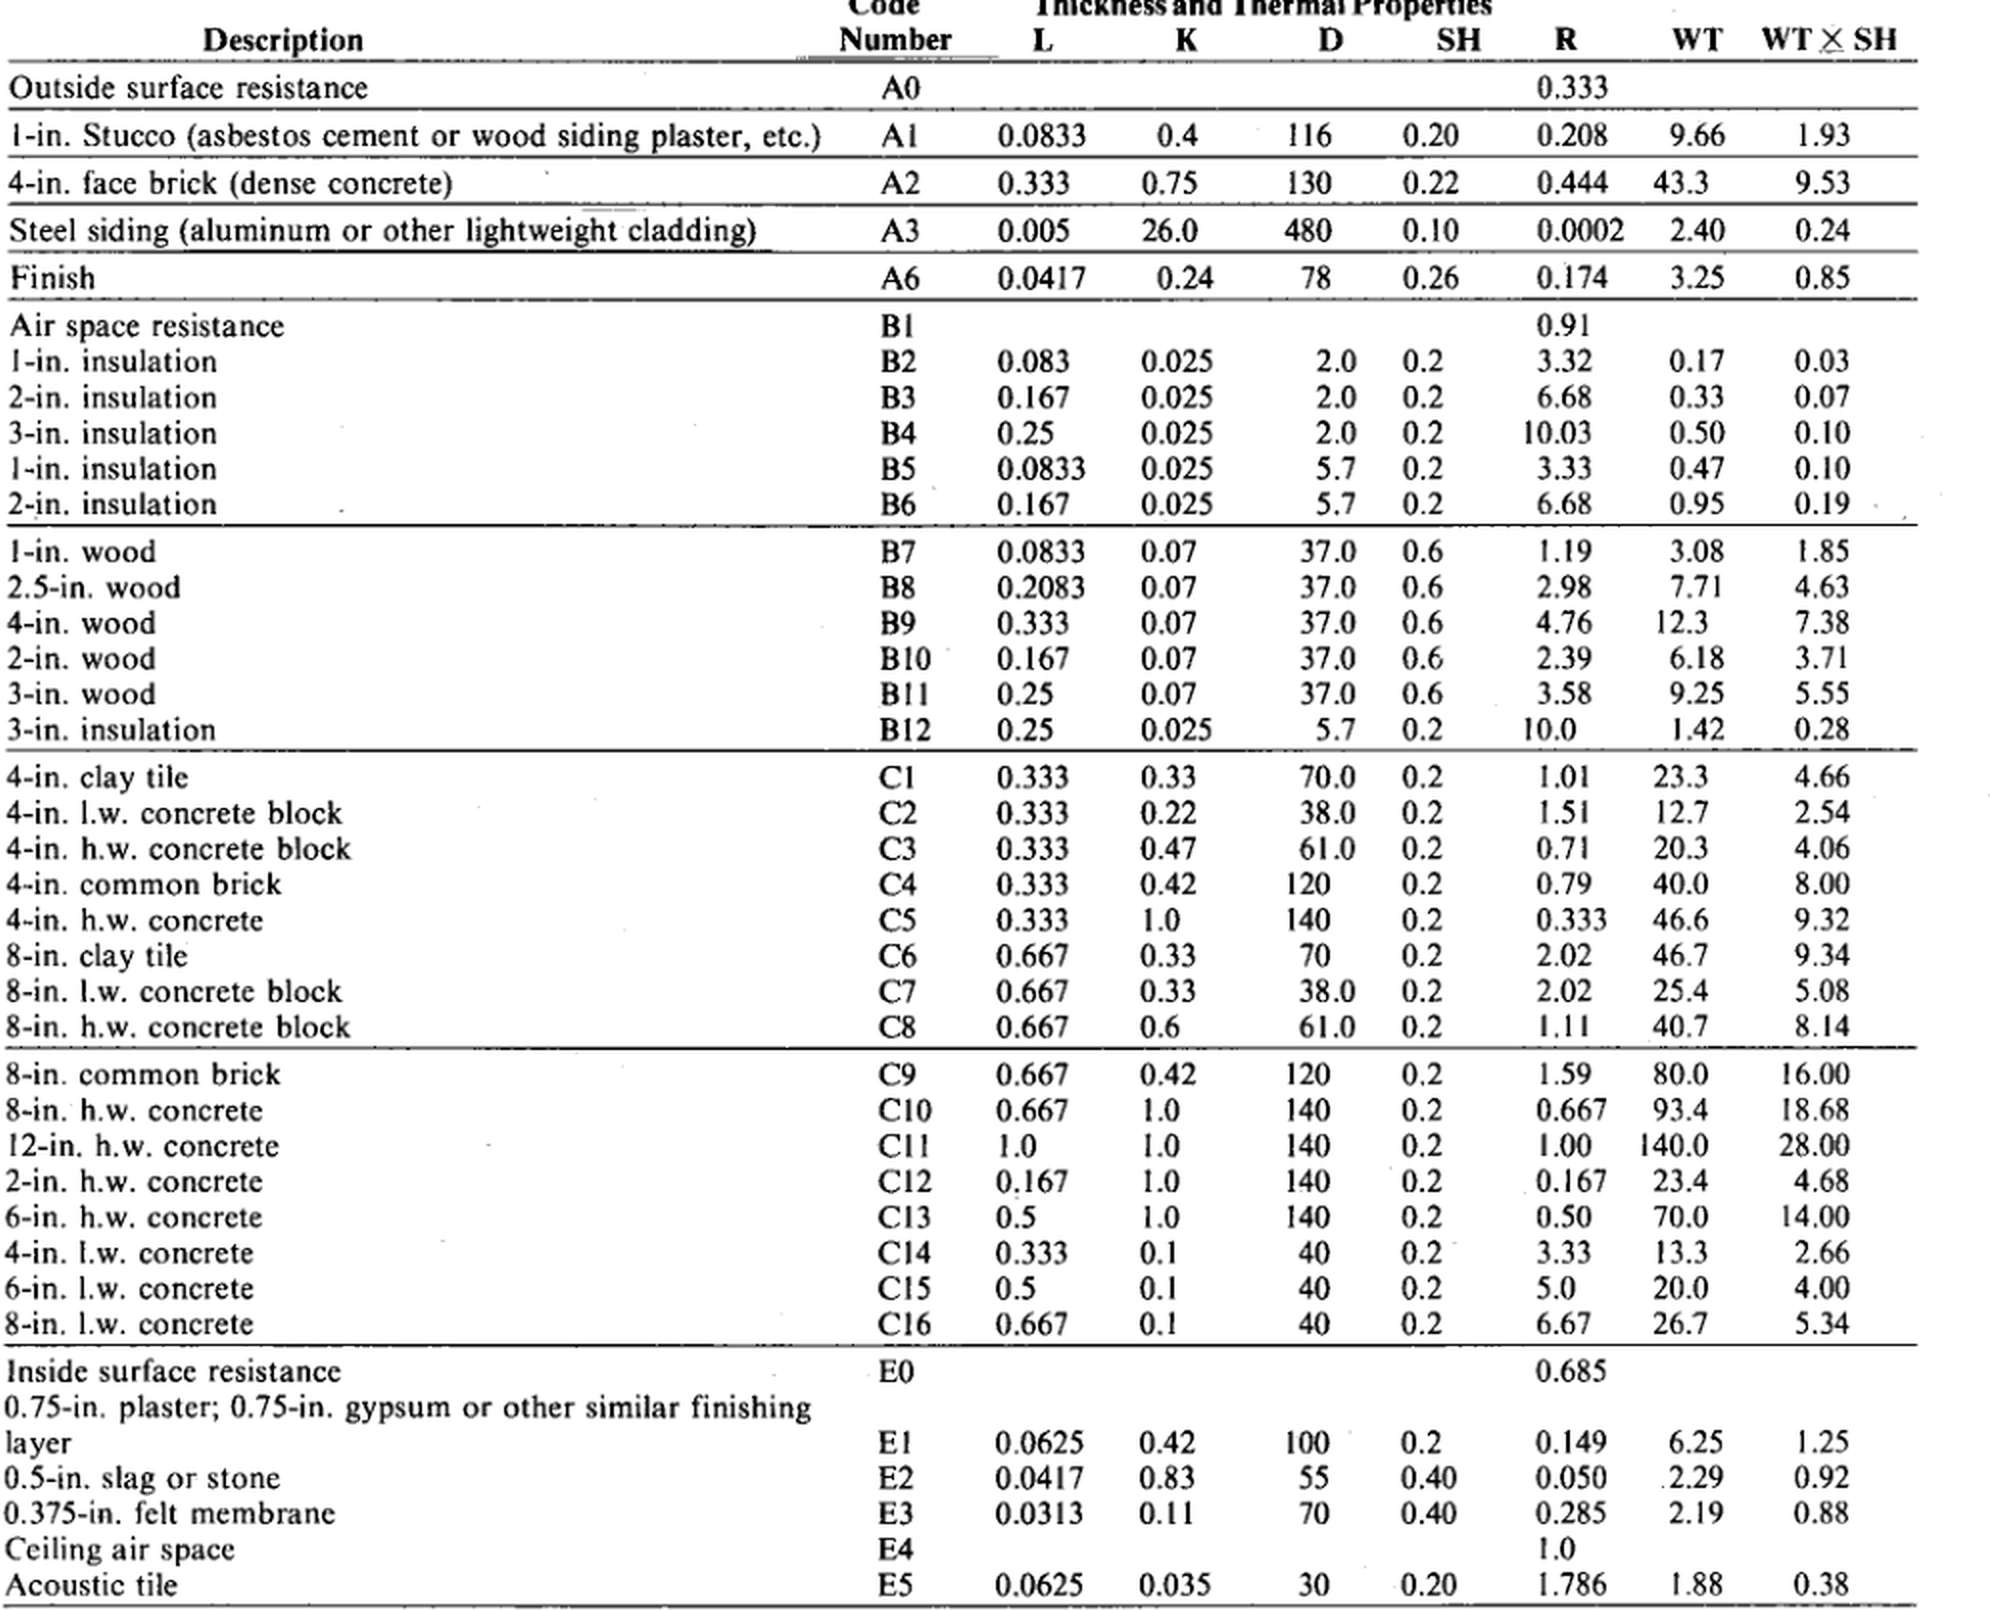 Code Thickness and Thermal Properties
Description Number L K D SH R WT WT × SH
Outside surface resistance A0 0.333
1-in. Stucco (asbestos cement or wood siding plaster, etc.) A1 0.0833 0.4 116 0.20 0.208 9.66 1.93
4-in. face brick (dense concrete) A2 0.333 0.75 130 0.22 0.444 43.3 9.53
Steel siding (aluminum or other lightweight cladding) A3 0.005 26.0 480 0.10 0.0002 2.40 0.24
Finish A6 0.0417 0.24 78 0.26 0.174 3.25 0.85
Air space resistance B1 0.91
1-in. insulation B2 0.083 0.025 2.0 0.2 3.32 0.17 0.03
2-in. insulation B3 0.167 0.025 2.0 0.2 6.68 0.33 0.07
3-in. insulation B4 0.25 0.025 2.0 0.2 10.03 0.50 0.10
1-in. insulation B5 0.0833 0.025 5.7 0.2 3.33 0.47 0.10
2-in. insulation B6 0.167 0.025 5.7 0.2 6.68 0.95 0.19
1-in. wood B7 0.0833 0.07 37.0 0.6 1.19 3.08 1.85
2.5-in. wood B8 0.2083 0.07 37.0 0.6 2.98 7.71 4.63
4-in. wood B9 0.333 0.07 37.0 0.6 4.76 12.3 7.38
2-in. wood B10 0.167 0.07 37.0 0.6 2.39 6.18 3.71
3-in. wood B11 0.25 0.07 37.0 0.6 3.58 9.25 5.55
3-in. insulation B12 0.25 0.025 5.7 0.2 10.0 1.42 0.28
4-in. clay tile C1 0.333 0.33 70.0 0.2 1.01 23.3 4.66
4-in. l.w. concrete block C2 0.333 0.22 38.0 0.2 1.51 12.7 2.54
4-in. h.w. concrete block C3 0.333 0.47 61.0 0.2 0.71 20.3 4.06
4-in. common brick C4 0.333 0.42 120 0.2 0.79 40.0 8.00
4-in. h.w. concrete C5 0.333 1.0 140 0.2 0.333 46.6 9.32
8-in. clay tile C6 0.667 0.33 70 0.2 2.02 46.7 9.34
8-in. l.w. concrete block C7 0.667 0.33 38.0 0.2 2.02 25.4 5.08
8-in. h.w. concrete block C8 0.667 0.6 61.0 0.2 1.11 40.7 8.14
8-in. common brick C9 0.667 0.42 120 0.2 1.59 80.0 16.00
8-in. h.w. concrete C10 0.667 1.0 140 0.2 0.667 93.4 18.68
12-in. h.w. concrete C11 1.0 1.0 140 0.2 1.00 140.0 28.00
2-in. h.w. concrete C12 0.167 1.0 140 0.2 0.167 23.4 4.68
6-in. h.w. concrete C13 0.5 1.0 140 0.2 0.50 70.0 14.00
4-in. l.w. concrete C14 0.333 0.1 40 0.2 3.33 13.3 2.66
6-in. l.w. concrete C15 0.5 0.1 40 0.2 5.0 20.0 4.00
8-in. l.w. concrete C16 0.667 0.1 40 0.2 6.67 26.7 5.34
Inside surface resistance E0 0.685
0.75-in. plaster; 0.75-in. gypsum or other similar finishing
layer E1 0.0625 0.42 100 0.2 0.149 6.25 1.25
0.5-in. slag or stone E2 0.0417 0.83 55 0.40 0.050 2.29 0.92
0.375-in. felt membrane E3 0.0313 0.11 70 0.40 0.285 2.19 0.88
Ceiling air space E4 1.0
Acoustic tile E5 0.0625 0.035 30 0.20 1.786 1.88 0.38